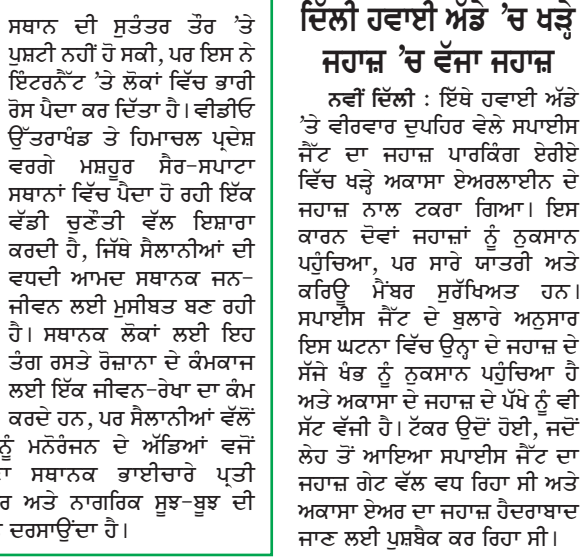 ਸਥਾਨ ਦੀ ਸੁਤੰਤਰ ਤੌਰ 'ਤੇ
ਪੁਸ਼ਟੀ ਨਹੀਂ ਹੋ ਸਕੀ, ਪਰ ਇਸ ਨੇ
ਇੰਟਰਨੈੱਟ 'ਤੇ ਲੋਕਾਂ ਵਿੱਚ ਭਾਰੀ
ਰੋਸ ਪੈਦਾ ਕਰ ਦਿੱਤਾ ਹੈ। ਵੀਡੀਓ
ਉੱਤਰਾਖੰਡ ਤੇ ਹਿਮਾਚਲ ਪ੍ਰਦੇਸ਼
ਵਰਗੇ ਮਸ਼ਹੂਰ ਸੈਰ-ਸਪਾਟਾ
ਸਥਾਨਾਂ ਵਿੱਚ ਪੈਦਾ ਹੋ ਰਹੀ ਇੱਕ
ਵੱਡੀ ਚੁਣੌਤੀ ਵੱਲ ਇਸ਼ਾਰਾ
ਕਰਦੀ ਹੈ, ਜਿੱਥੇ ਸੈਲਾਨੀਆਂ ਦੀ
ਵਧਦੀ ਆਮਦ ਸਥਾਨਕ ਜਨ-
ਜੀਵਨ ਲਈ ਮੁਸੀਬਤ ਬਣ ਰਹੀ
ਹੈ। ਸਥਾਨਕ ਲੋਕਾਂ ਲਈ ਇਹ
ਤੰਗ ਰਸਤੇ ਰੋਜ਼ਾਨਾ ਦੇ ਕੰਮਕਾਜ
ਲਈ ਇੱਕ ਜੀਵਨ-ਰੇਖਾ ਦਾ ਕੰਮ
ਕਰਦੇ ਹਨ, ਪਰ ਸੈਲਾਨੀਆਂ ਵੱਲੋਂ
ਨੂੰ ਮਨੋਰੰਜਨ ਦੇ ਅੱਡਿਆਂ ਵਜੋਂ
ਸਥਾਨਕ ਭਾਈਚਾਰੇ ਪ੍ਰਤੀ
ਅਤੇ ਨਾਗਰਿਕ ਸੂਝ-ਬੂਝ ਦੀ
ਦਰਸਾਉਂਦਾ ਹੈ।
ਦਿੱਲੀ ਹਵਾਈ ਅੱਡੇ 'ਚ ਖੜ੍ਹੇ
ਜਹਾਜ਼ 'ਚ ਵੱਜਾ ਜਹਾਜ਼
ਨਵੀਂ ਦਿੱਲੀ : ਇੱਥੇ ਹਵਾਈ ਅੱਡੇ
'ਤੇ ਵੀਰਵਾਰ ਦੁਪਹਿਰ ਵੇਲੇ ਸਪਾਈਸ
ਜੈੱਟ ਦਾ ਜਹਾਜ਼ ਪਾਰਕਿੰਗ ਏਰੀਏ
ਵਿੱਚ ਖੜ੍ਹੇ ਅਕਾਸਾ ਏਅਰਲਾਈਨ ਦੇ
ਜਹਾਜ਼ ਨਾਲ ਟਕਰਾ ਗਿਆ। ਇਸ
ਕਾਰਨ ਦੋਵਾਂ ਜਹਾਜ਼ਾਂ ਨੂੰ ਨੁਕਸਾਨ
ਪਹੁੰਚਿਆ, ਪਰ ਸਾਰੇ ਯਾਤਰੀ ਅਤੇ
ਕਰਿਊ ਮੈਂਬਰ ਸੁਰੱਖਿਅਤ ਹਨ।
ਸਪਾਈਸ ਜੈੱਟ ਦੇ ਬੁਲਾਰੇ ਅਨੁਸਾਰ
ਇਸ ਘਟਨਾ ਵਿੱਚ ਉਨ੍ਹਾ ਦੇ ਜਹਾਜ਼ ਦੇ
ਸੱਜੇ ਖੰਭ ਨੂੰ ਨੁਕਸਾਨ ਪਹੁੰਚਿਆ ਹੈ
ਅਤੇ ਅਕਾਸਾ ਦੇ ਜਹਾਜ਼ ਦੇ ਪੱਖੇ ਨੂੰ ਵੀ
ਸੱਟ ਵੱਜੀ ਹੈ। ਟੱਕਰ ਉਦੋਂ ਹੋਈ, ਜਦੋਂ
ਲੇਹ ਤੋਂ ਆਇਆ ਸਪਾਈਸ ਜੈੱਟ ਦਾ
ਜਹਾਜ਼ ਗੇਟ ਵੱਲ ਵਧ ਰਿਹਾ ਸੀ ਅਤੇ
ਅਕਾਸਾ ਏਅਰ ਦਾ ਜਹਾਜ਼ ਹੈਦਰਾਬਾਦ
ਜਾਣ ਲਈ ਪੁਸ਼ਬੈਕ ਕਰ ਰਿਹਾ ਸੀ।